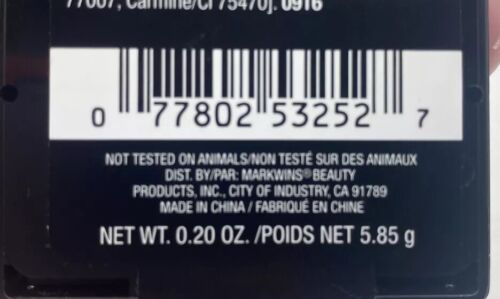 77007, Carmine/CI 75470]. 0916
0 77802 53252 7
NOT TESTED ON ANIMALS/NON TESTÉ SUR DES ANIMAUX
DIST. BY/PAR: MARKWINS® BEAUTY
PRODUCTS, INC., CITY OF INDUSTRY, CA 91789
MADE IN CHINA / FABRIQUÉ EN CHINE
NET WT. 0.20 OZ. /POIDS NET 5.85 g